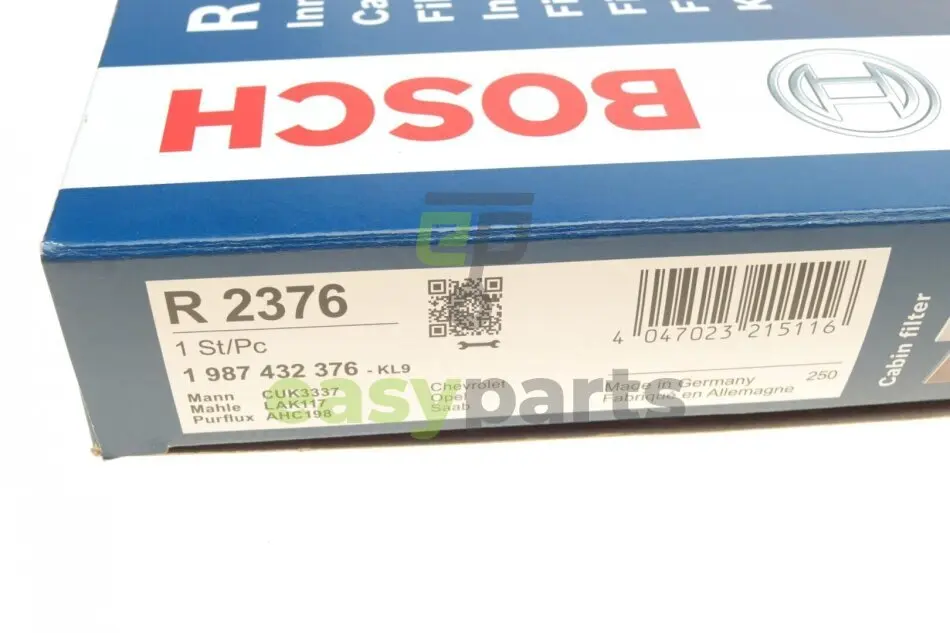 R
BOSCH
R 2376
1 St/Pc
1 987 432 376 - KL9
Mann CUK3337
Mahle LAK117
Purflux AHC198
Chevrolet
Opel
Saab
4 047023 215116
Made in Germany 250
Fabriqué en Allemagne
Cabin filter
easyparts